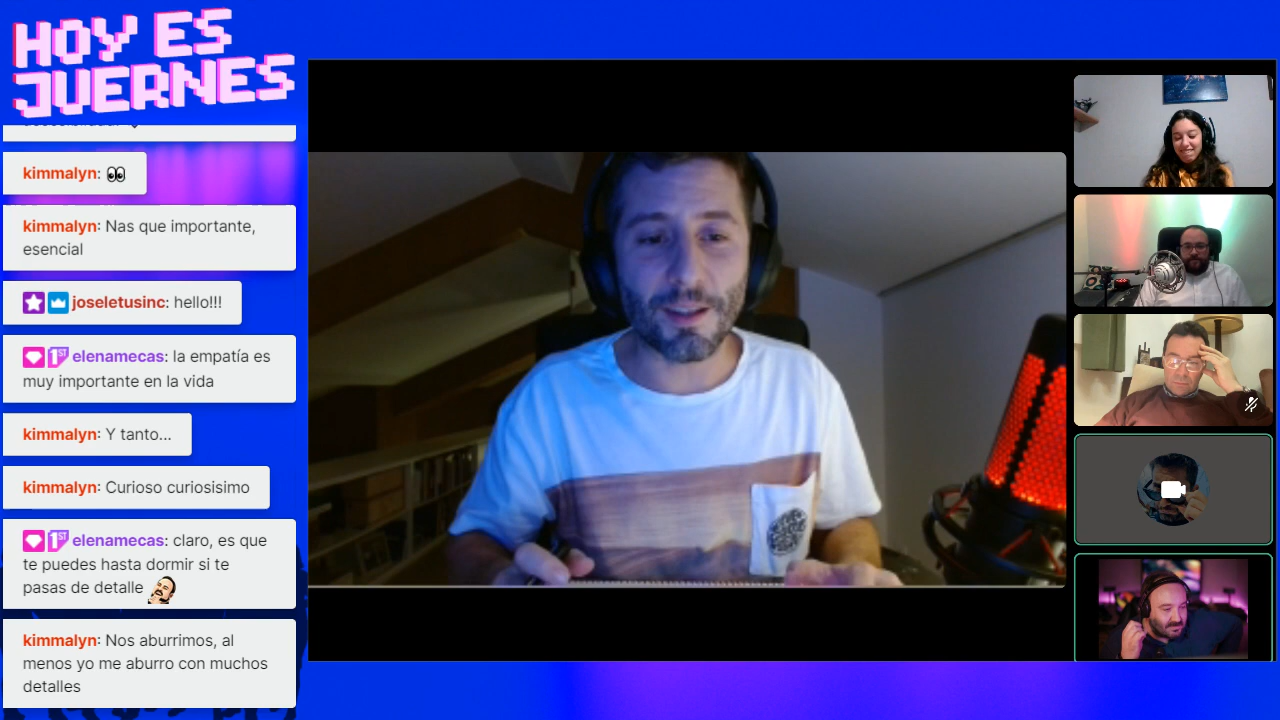 HOY ES
JUERNES
kimmalyn: 👀
kimmalyn: Nas que importante,
esencial
joseletusinc: hello!!!
1ST elenamecas: la empatía es
muy importante en la vida
kimmalyn: Y tanto...
kimmalyn: Curioso curiosisimo
1ST elenamecas: claro, es que
te puedes hasta dormir si te
pasas de detalle
kimmalyn: Nos aburrimos, al
menos yo me aburro con muchos
detalles